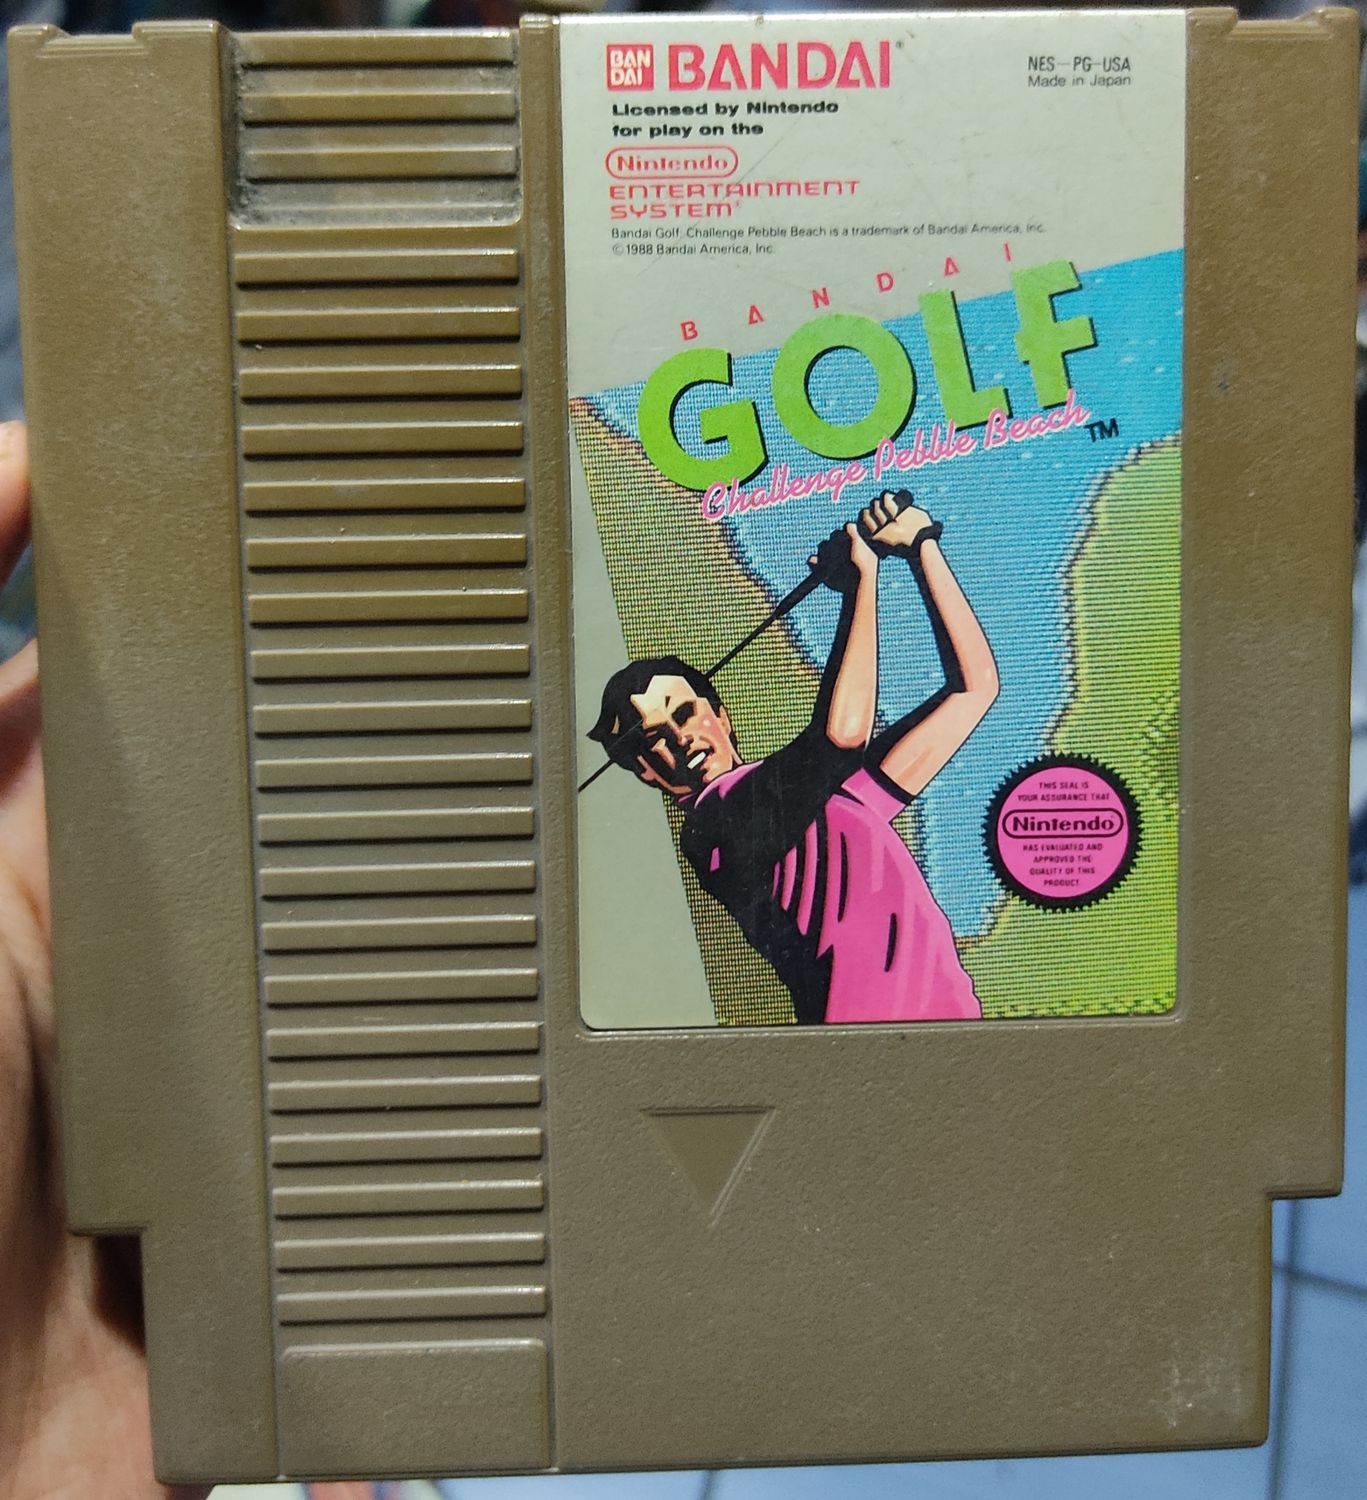 BAN
DAI
BANDAI®
NES-PG-USA
Made in Japan
Licensed by Nintendo
for play on the
Nintendo
ENTERTAINMENT
SYSTEM
Bandai Golf: Challenge Pebble Beach is a trademark of Bandai America, Inc.
© 1988 Bandai America, Inc.
BANDAI
GOLF
Challenge Pebble Beach TM
THIS SEAL IS
YOUR ASSURANCE THAT
Nintendo
HAS EVALUATED AND
APPROVED THE
QUALITY OF THIS
PRODUCT.